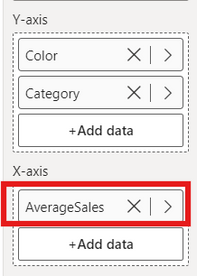 Y-axis
Color
Category
+Add data
X-axis
AverageSales
+Add data